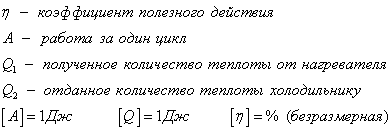 η – коэффициент полезного действия
A – работа за один цикл
Q₁ – полученное количество теплоты от нагревателя
Q₂ – отданное количество теплоты холодильнику
[A]=1Дж [Q]=1Дж [η]=% (безразмерная)